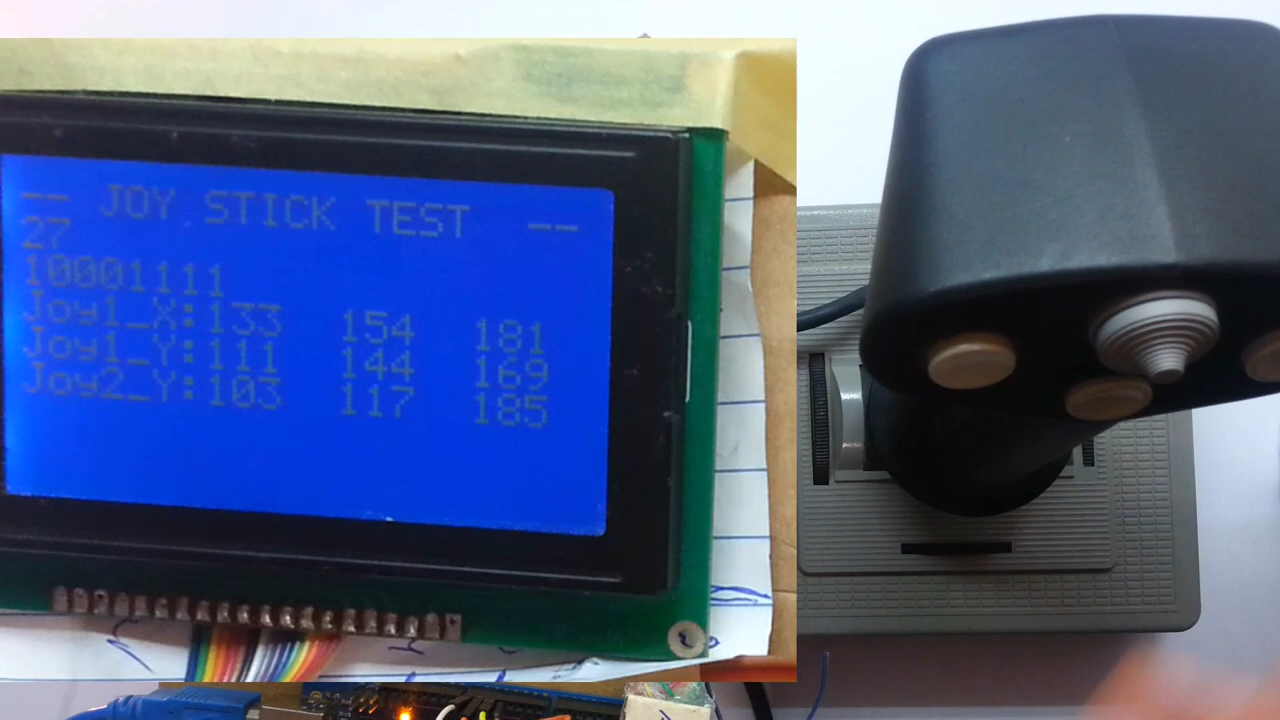 -- JOY STICK TEST --
27
10001111
Joy1_X:133 154 181
Joy1_Y:111 144 169
Joy2_Y:103 117 185